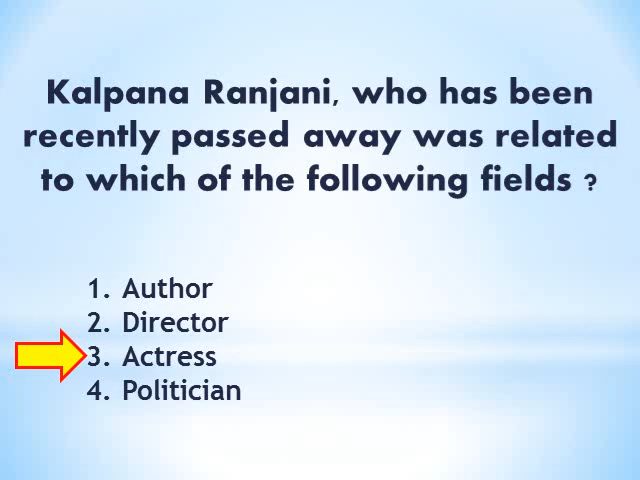 Kalpana Ranjani, who has been
recently passed away was related
to which of the following fields ?
1. Author
2. Director
3. Actress
4. Politician